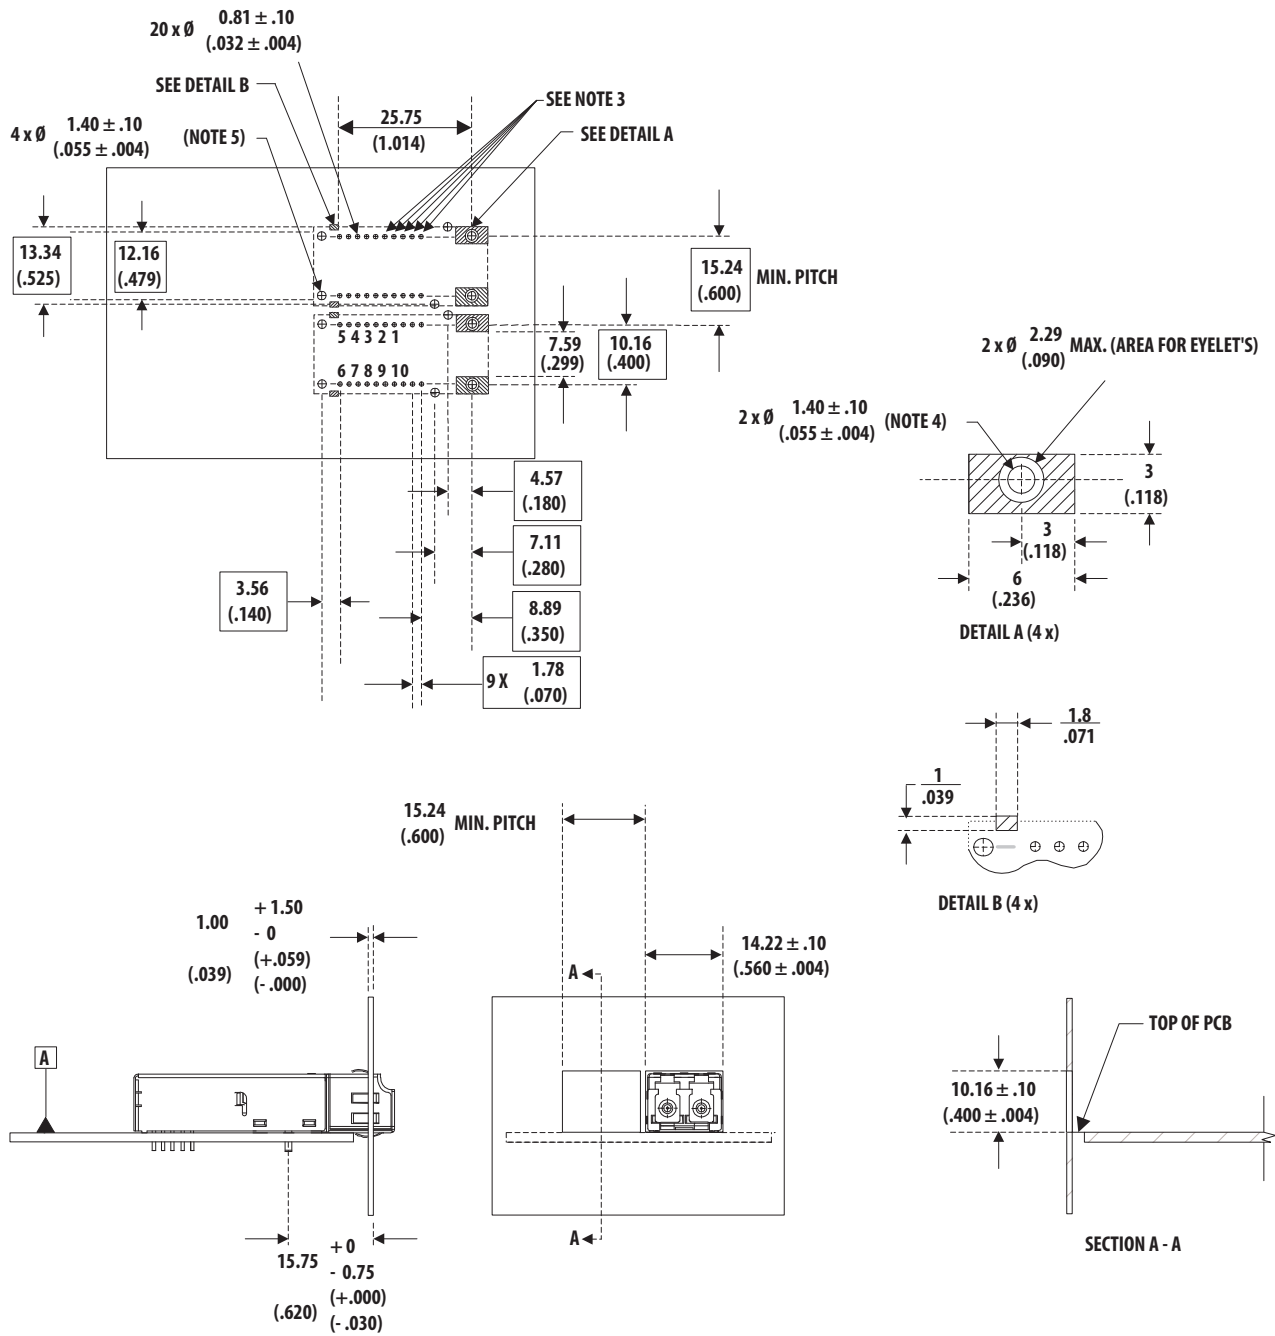 20 x Ø 0.81 ± .10
(.032 ± .004)
SEE DETAIL B
4 x Ø 1.40 ± .10
(.055 ± .004)
(NOTE 5)
25.75
(1.014)
SEE NOTE 3
SEE DETAIL A
13.34
(.525)
12.16
(.479)
15.24
(.600)
MIN. PITCH
5 4 3 2 1
6 7 8 9 10
7.59
(.299)
10.16
(.400)
4.57
(.180)
7.11
(.280)
3.56
(.140)
8.89
(.350)
9 X 1.78
(.070)
2 x Ø 2.29 MAX. (AREA FOR EYELET'S)
(.090)
2 x Ø 1.40 ± .10 (NOTE 4)
(.055 ± .004)
3
(.118)
3
(.118)
6
(.236)
DETAIL A (4 x)
1.8
.071
1
.039
DETAIL B (4 x)
15.24
(.600)
MIN. PITCH
1.00 + 1.50
- 0
(.039) (+.059)
(- .000)
A
14.22 ± .10
(.560 ± .004)
A
A
15.75 + 0
- 0.75
(.620) (+.000)
(- .030)
TOP OF PCB
10.16 ± .10
(.400 ± .004)
SECTION A - A